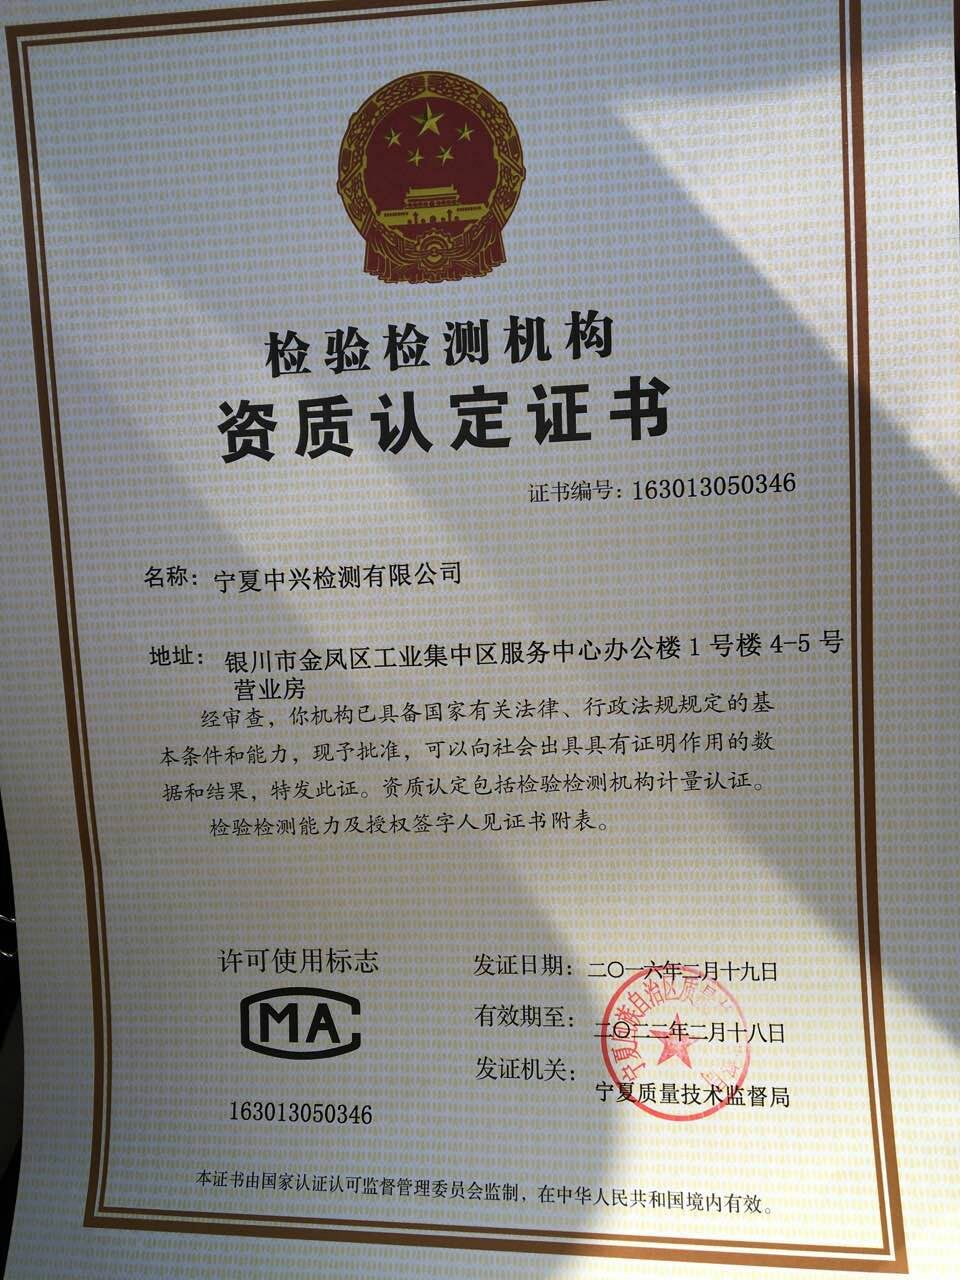 检验检测机构
资质认定证书
证书编号：163013050346
名称：宁夏中兴检测有限公司
地址：银川市金凤区工业集中区服务中心办公楼1号楼4-5号
营业房
经审查，你机构已具备国家有关法律、行政法规规定的基
本条件和能力，现予批准，可以向社会出具具有证明作用的数
据和结果，特发此证。资质认定包括检验检测机构计量认证。
检验检测能力及授权签字人见证书附表。
许可使用标志
MA
163013050346
发证日期：二〇一六年二月十九日
有效期至：二〇二二年二月十八日
发证机关：宁夏质量技术监督局
宁夏回族自治区质量
本证书由国家认证认可监督管理委员会监制，在中华人民共和国境内有效。